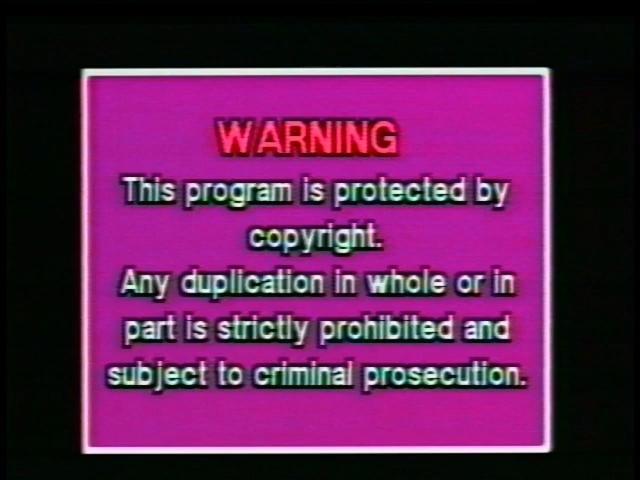 WARNING
This program is protected by
copyright.
Any duplication in whole or in
part is strictly prohibited and
subject to criminal prosecution.